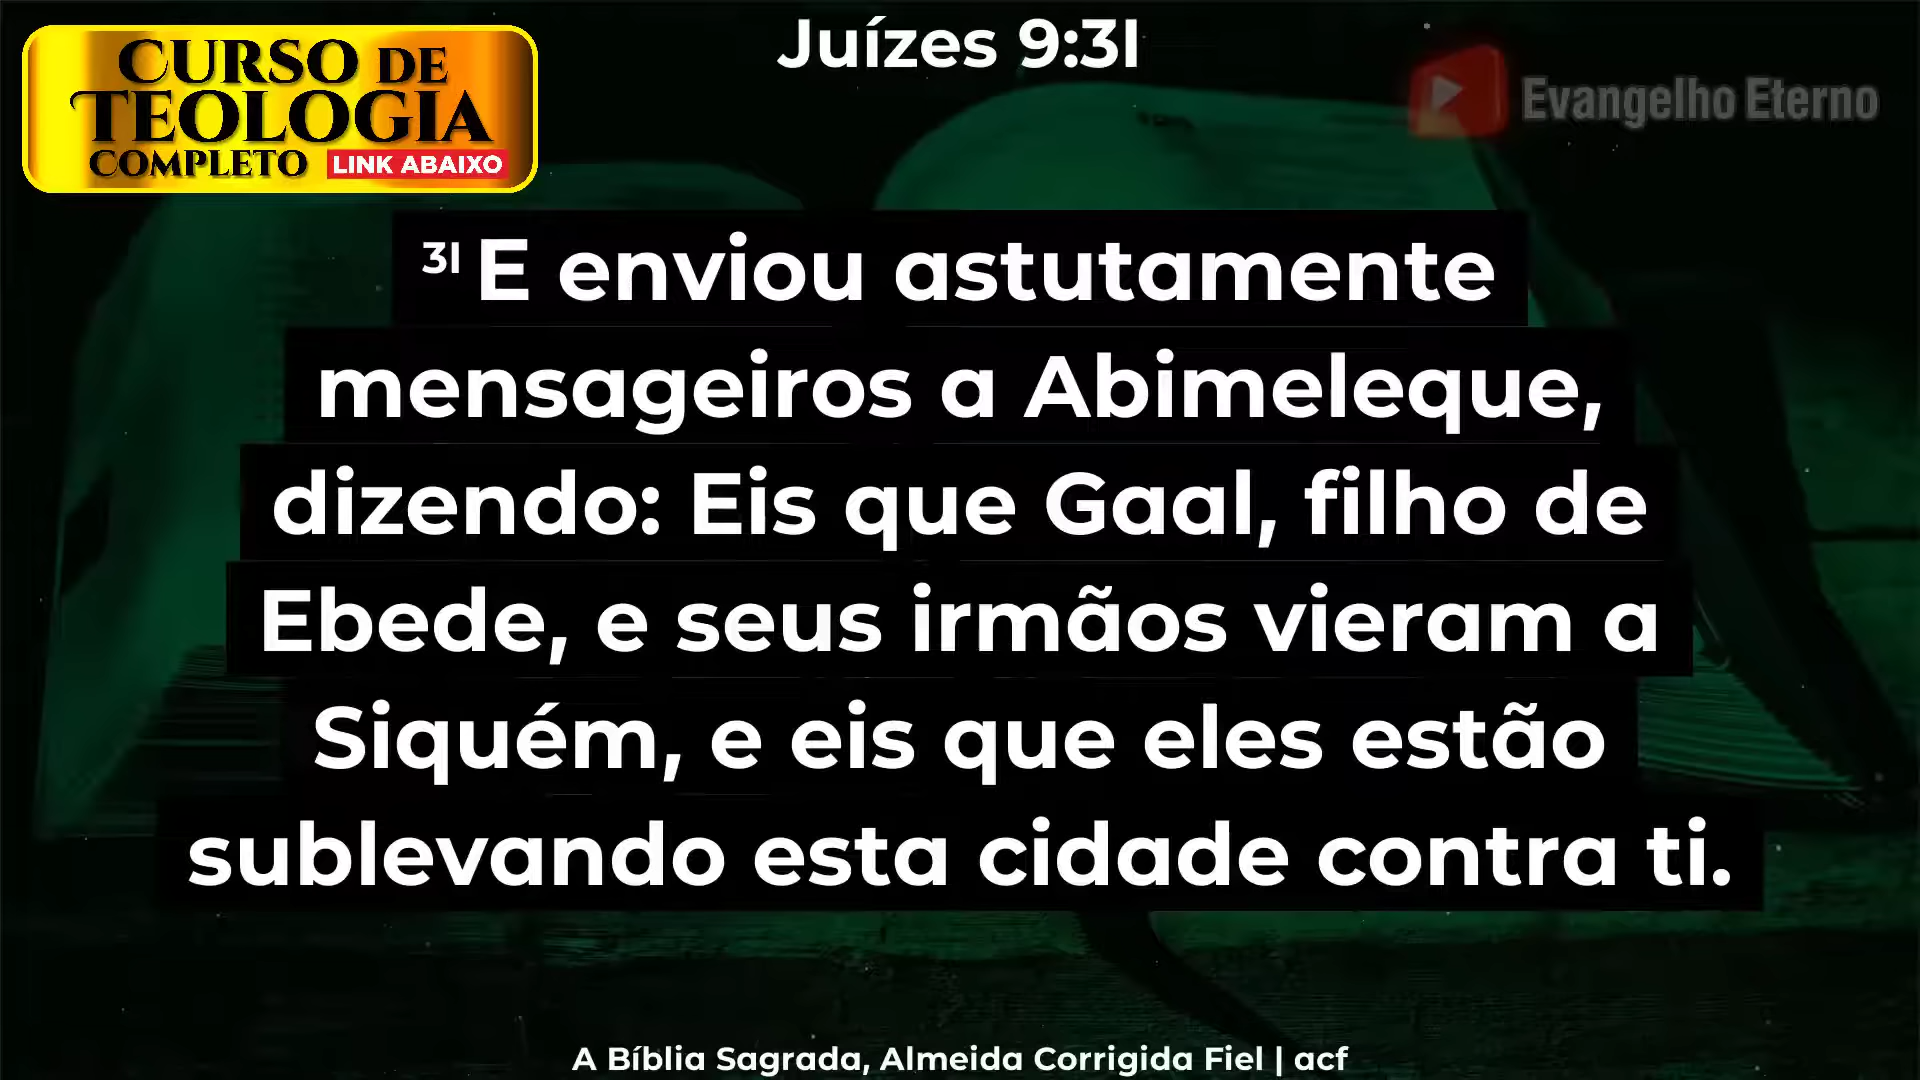 Juízes 9:31
CURSO DE
TEOLOGIA
COMPLETO LINK ABAIXO
Evangelho Eterno
31 E enviou astutamente
mensageiros a Abimeleque,
dizendo: Eis que Gaal, filho de
Ebede, e seus irmãos vieram a
Siquém, e eis que eles estão
sublevando esta cidade contra ti.
A Bíblia Sagrada, Almeida Corrigida Fiel | acf